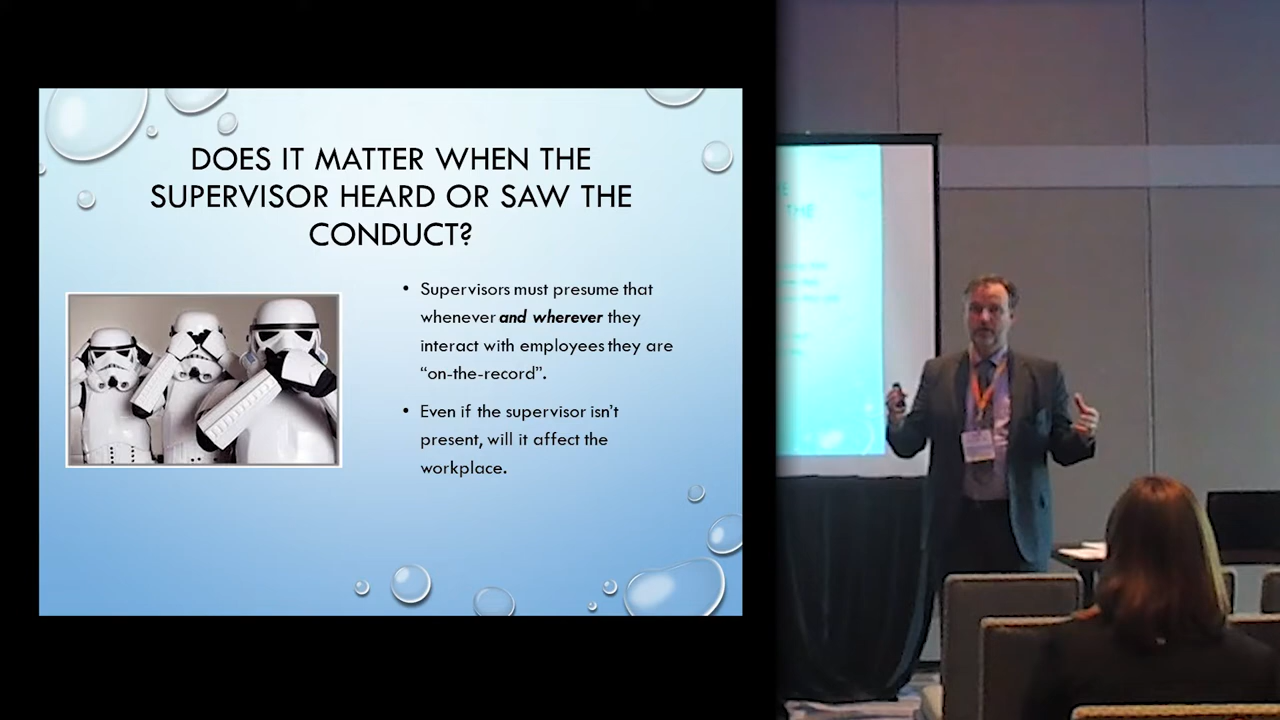 DOES IT MATTER WHEN THE
SUPERVISOR HEARD OR SAW THE
CONDUCT?
• Supervisors must presume that
whenever and wherever they
interact with employees they are
“on-the-record”.
• Even if the supervisor isn’t
present, will it affect the
workplace.